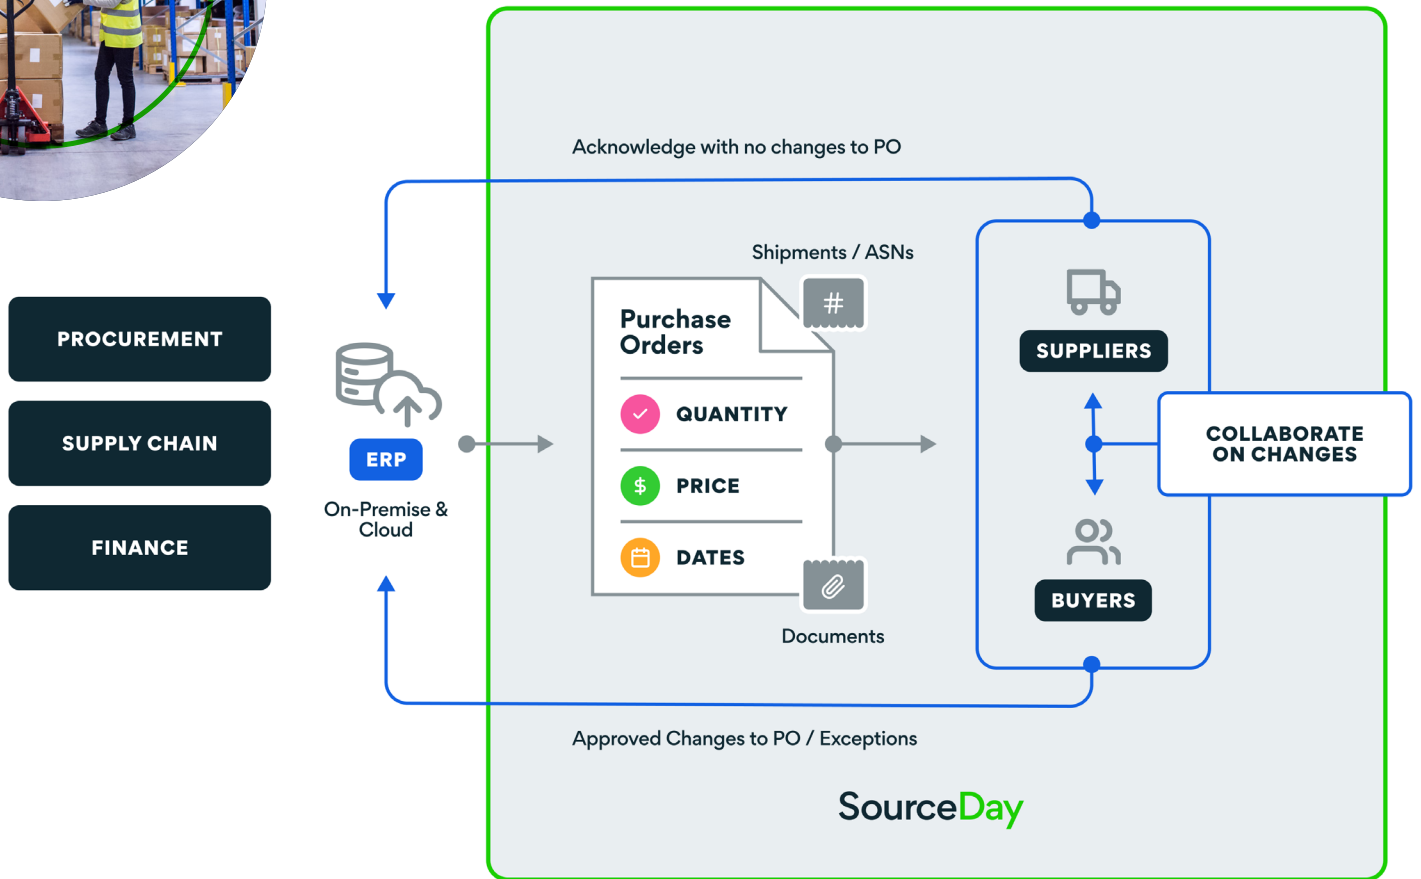 Acknowledge with no changes to PO
Shipments / ASNs
#
Purchase
Orders
QUANTITY
$
PRICE
DATES
Documents
PROCUREMENT
SUPPLY CHAIN
FINANCE
ERP
On-Premise &
Cloud
SUPPLIERS
COLLABORATE
ON CHANGES
BUYERS
Approved Changes to PO / Exceptions
SourceDay